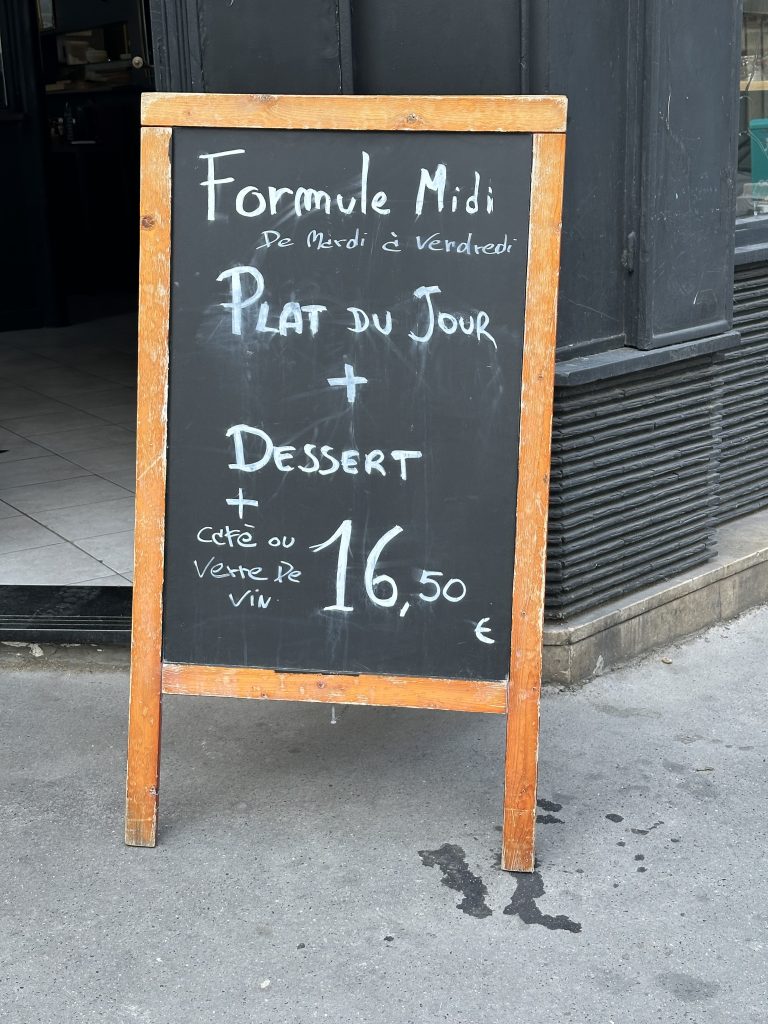 Formule Midi
De Mardi à Vendredi
PLAT DU JOUR
+
DESSERT
+
Café ou
Verre De
vin
16,50
€